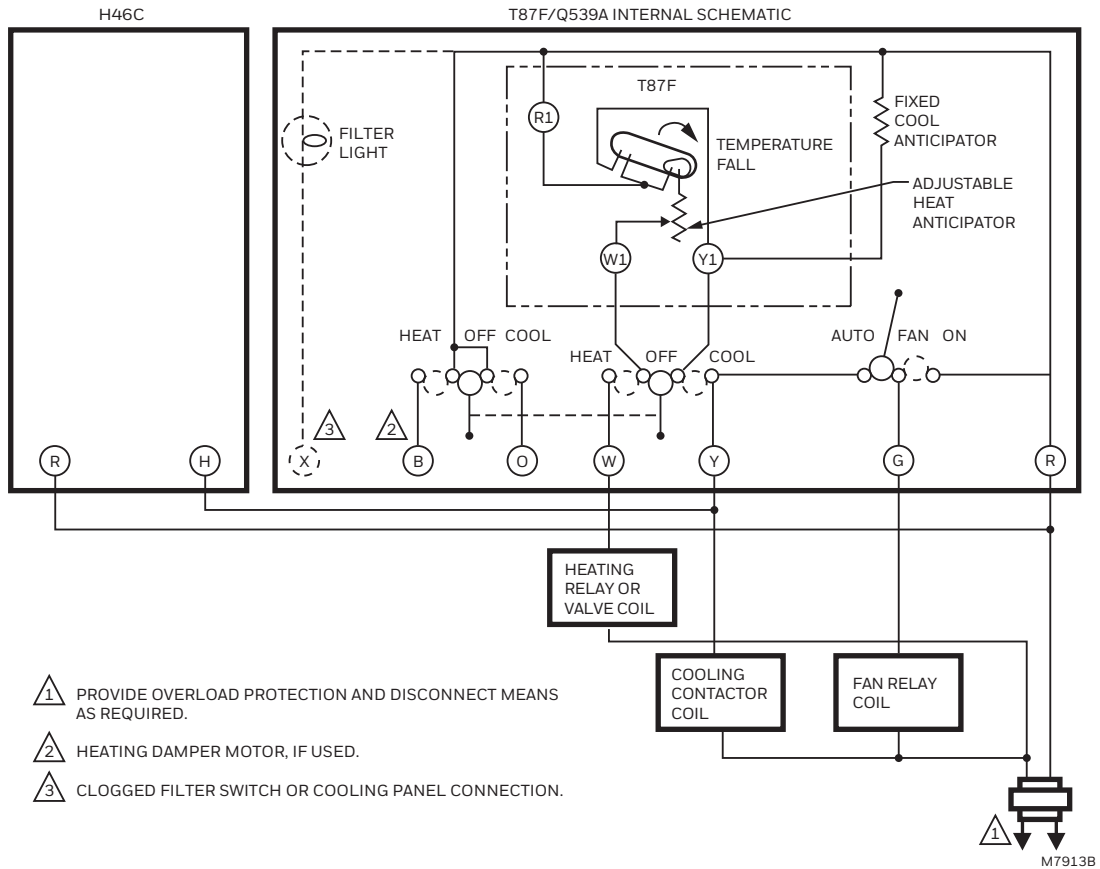 H46C
T87F/Q539A INTERNAL SCHEMATIC
T87F
R1
FIXED
COOL
ANTICIPATOR
FILTER
LIGHT
TEMPERATURE
FALL
ADJUSTABLE
HEAT
ANTICIPATOR
W1
Y1
HEAT OFF COOL
HEAT OFF COOL
AUTO FAN ON
3
2
R
H
X
B
O
W
Y
G
R
HEATING
RELAY OR
VALVE COIL
COOLING
CONTACTOR
COIL
FAN RELAY
COIL
1 PROVIDE OVERLOAD PROTECTION AND DISCONNECT MEANS
AS REQUIRED.
2 HEATING DAMPER MOTOR, IF USED.
3 CLOGGED FILTER SWITCH OR COOLING PANEL CONNECTION.
1
M7913B